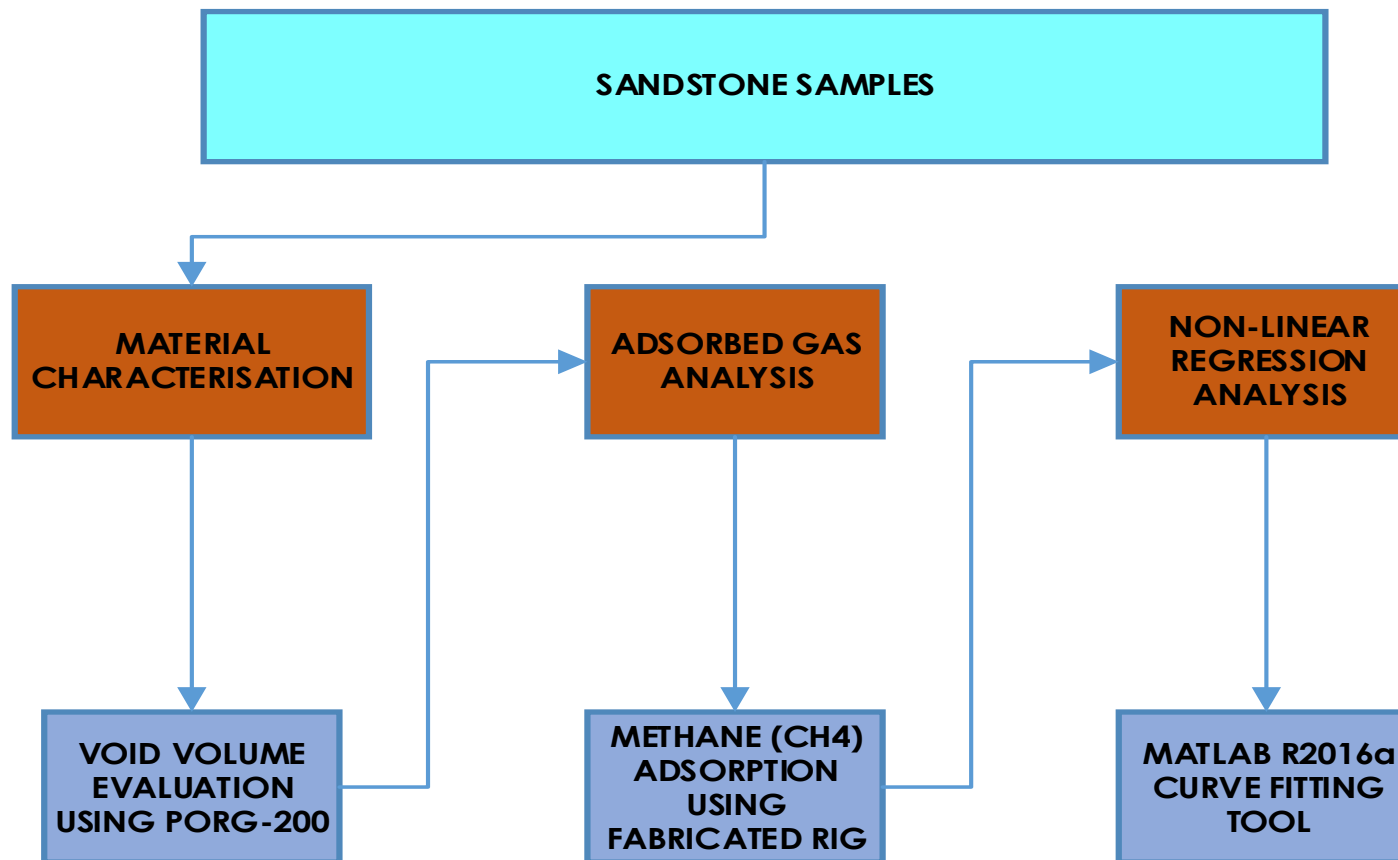 SANDSTONE SAMPLES
MATERIAL
CHARACTERISATION
ADSORBED GAS
ANALYSIS
NON-LINEAR
REGRESSION
ANALYSIS
VOID VOLUME
EVALUATION
USING PORG-200
METHANE (CH4)
ADSORPTION
USING
FABRICATED RIG
MATLAB R2016a
CURVE FITTING
TOOL